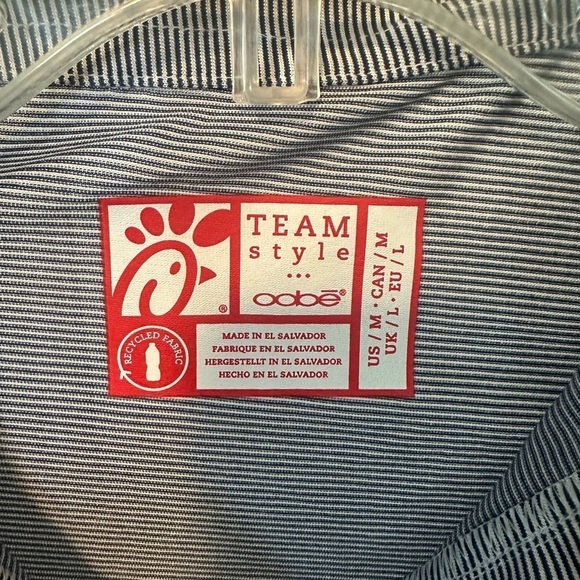 TEAM
style
...
odbē®
MADE IN EL SALVADOR
FABRIQUE EN EL SALVADOR
HERGESTELLT IN EL SALVADOR
HECHO EN EL SALVADOR
US / M · CAN / M
UK / L · EU / L
®
RECYCLED FABRIC